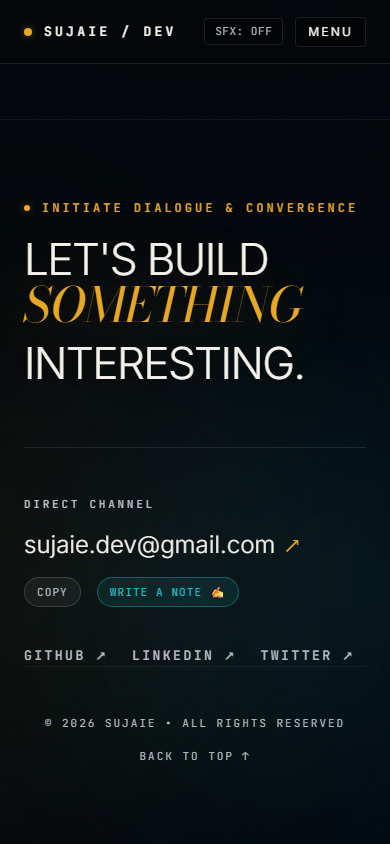 SUJAIE / DEV
SFX: OFF
MENU
INITIATE DIALOGUE & CONVERGENCE
LET'S BUILD
SOMETHING
INTERESTING.
DIRECT CHANNEL
sujaie.dev@gmail.com ↗
COPY
WRITE A NOTE ✍️
GITHUB ↗ LINKEDIN ↗ TWITTER ↗
© 2026 SUJAIE • ALL RIGHTS RESERVED
BACK TO TOP ↑